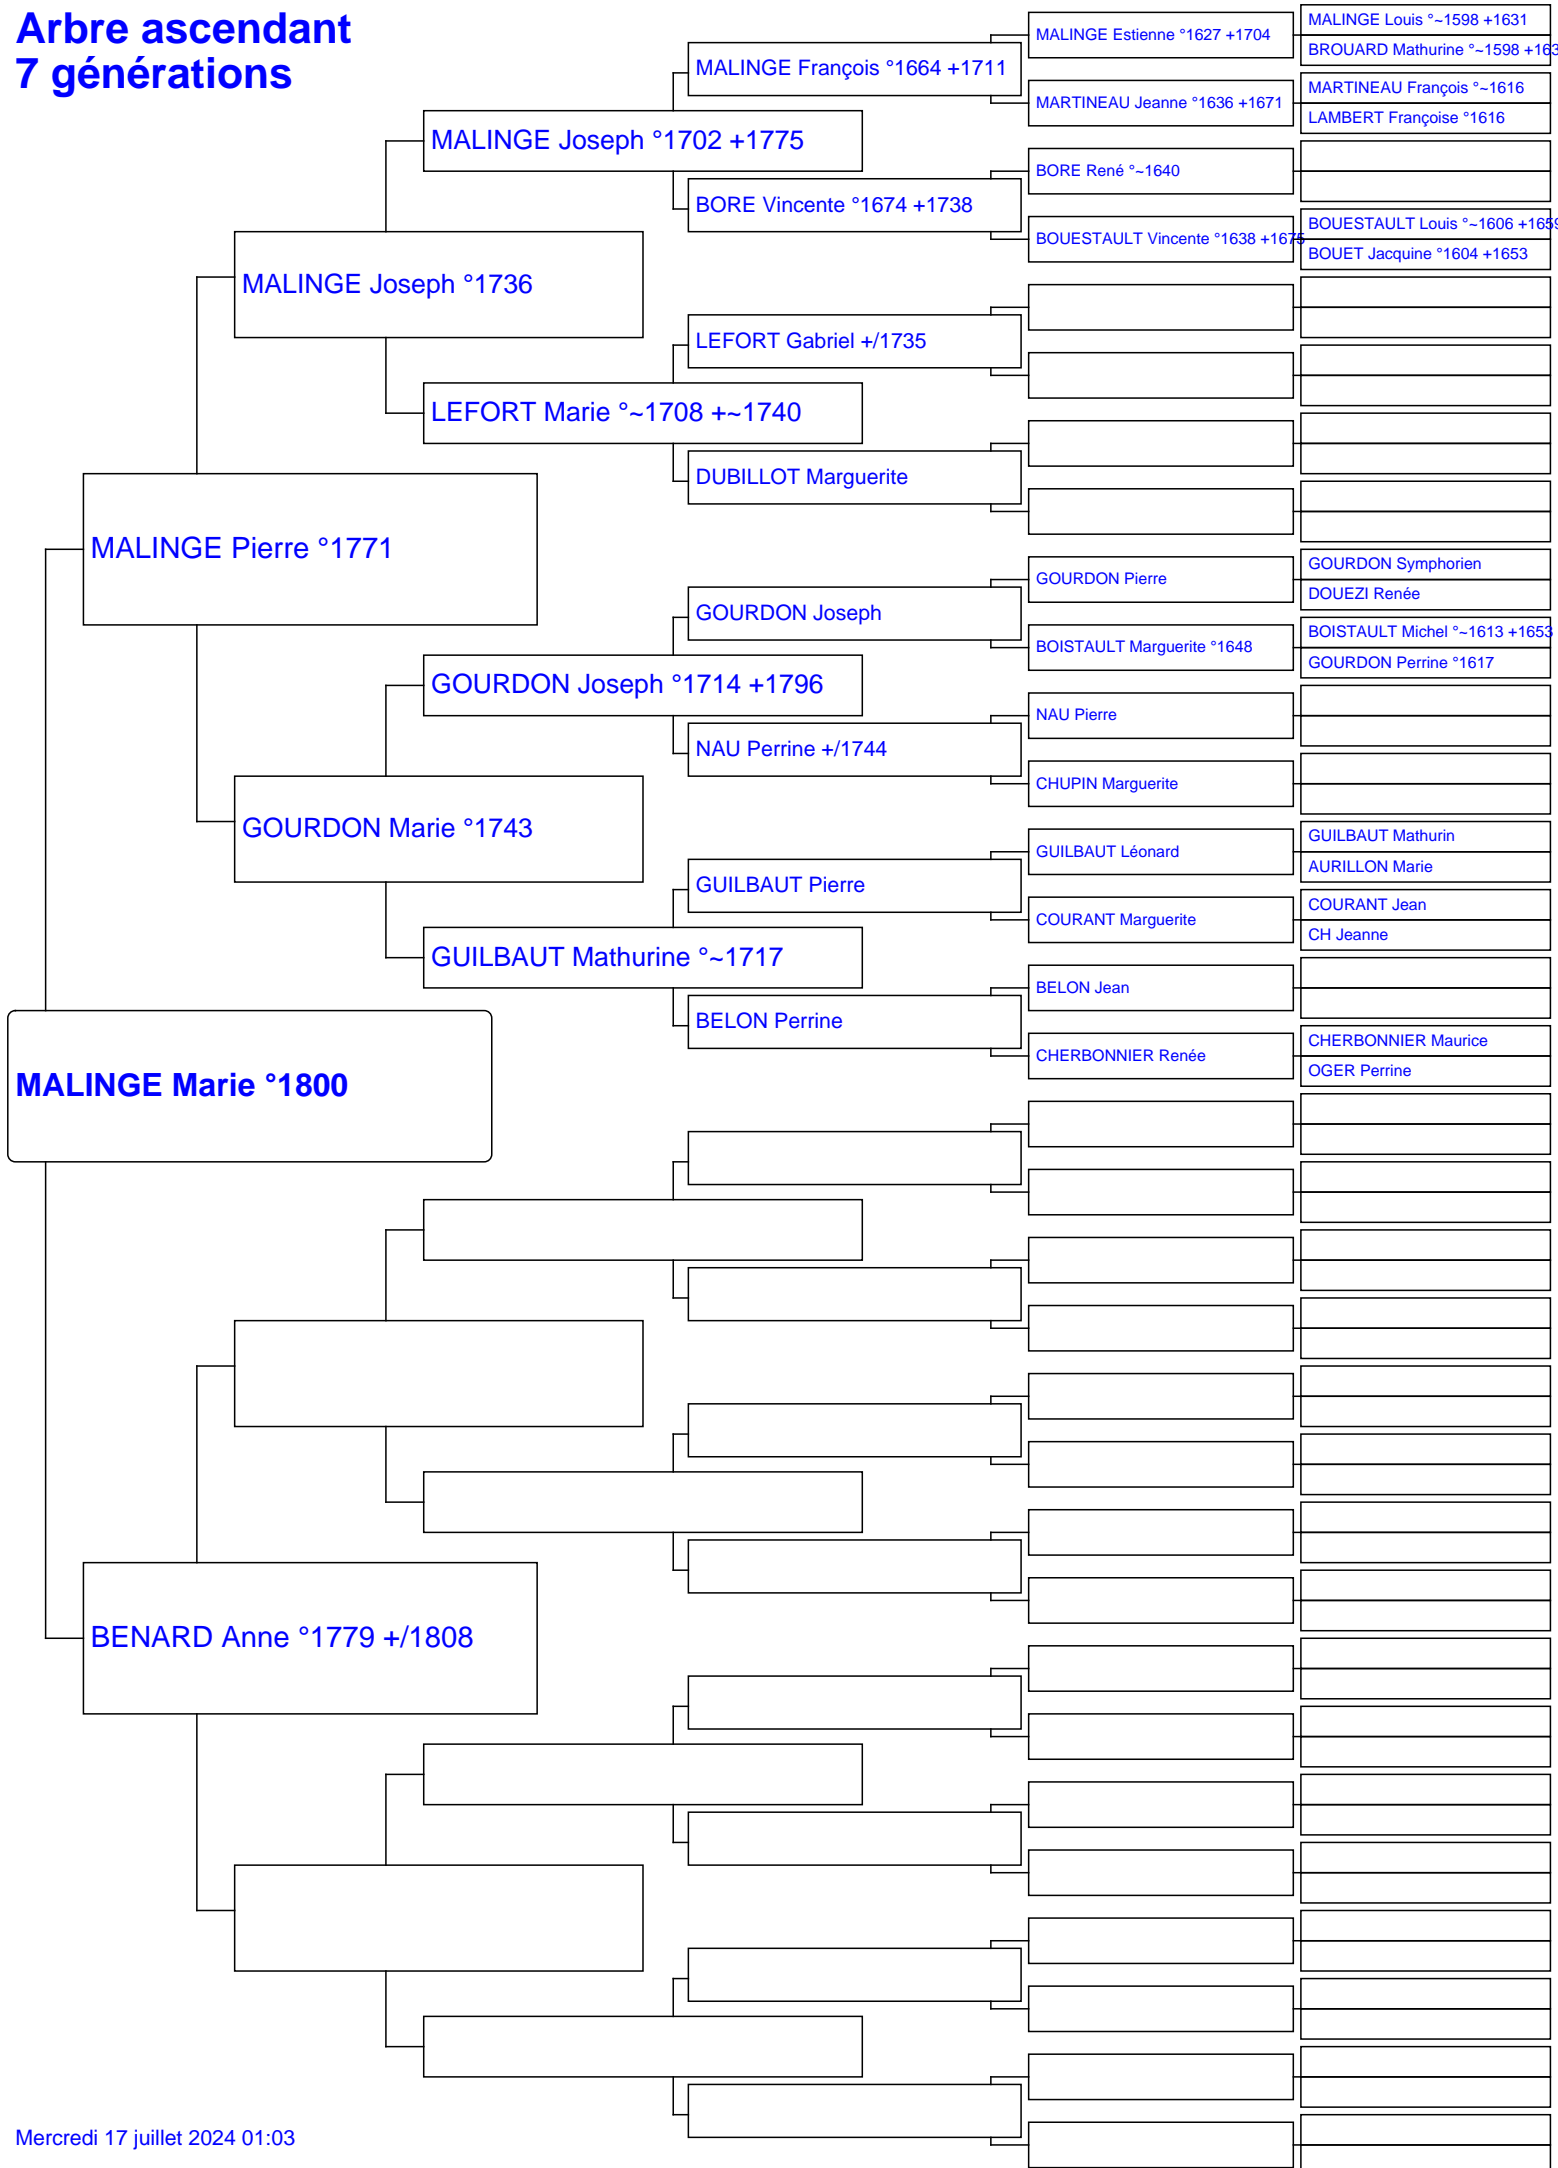 Arbre ascendant
7 générations
MALINGE Marie °1800
MALINGE Pierre °1771
BENARD Anne °1779 +/1808
MALINGE Joseph °1736
GOURDON Marie °1743
MALINGE Joseph °1702 +1775
LEFORT Marie °~1708 +~1740
GOURDON Joseph °1714 +1796
GUILBAUT Mathurine °~1717
MALINGE François °1664 +1711
BORE Vincente °1674 +1738
LEFORT Gabriel +/1735
DUBILLOT Marguerite
GOURDON Joseph
NAU Perrine +/1744
GUILBAUT Pierre
BELON Perrine
MALINGE Estienne °1627 +1704
MARTINEAU Jeanne °1636 +1671
BORE René °~1640
BOUESTAULT Vincente °1638 +1675
GOURDON Pierre
BOISTAULT Marguerite °1648
NAU Pierre
CHUPIN Marguerite
GUILBAUT Léonard
COURANT Marguerite
BELON Jean
CHERBONNIER Renée
MALINGE Louis °~1598 +1631
BROUARD Mathurine °~1598
MARTINEAU François °~1616
LAMBERT Françoise °1616
BOUESTAULT Louis °~1606 +1659
BOUET Jacquine °1604 +1653
GOURDON Symphorien
DOUEZI Renée
BOISTAULT Michel °~1613 +1653
GOURDON Perrine °1617
GUILBAUT Mathurin
AURILLON Marie
COURANT Jean
CH Jeanne
CHERBONNIER Maurice
OGER Perrine
Mercredi 17 juillet 2024 01:03